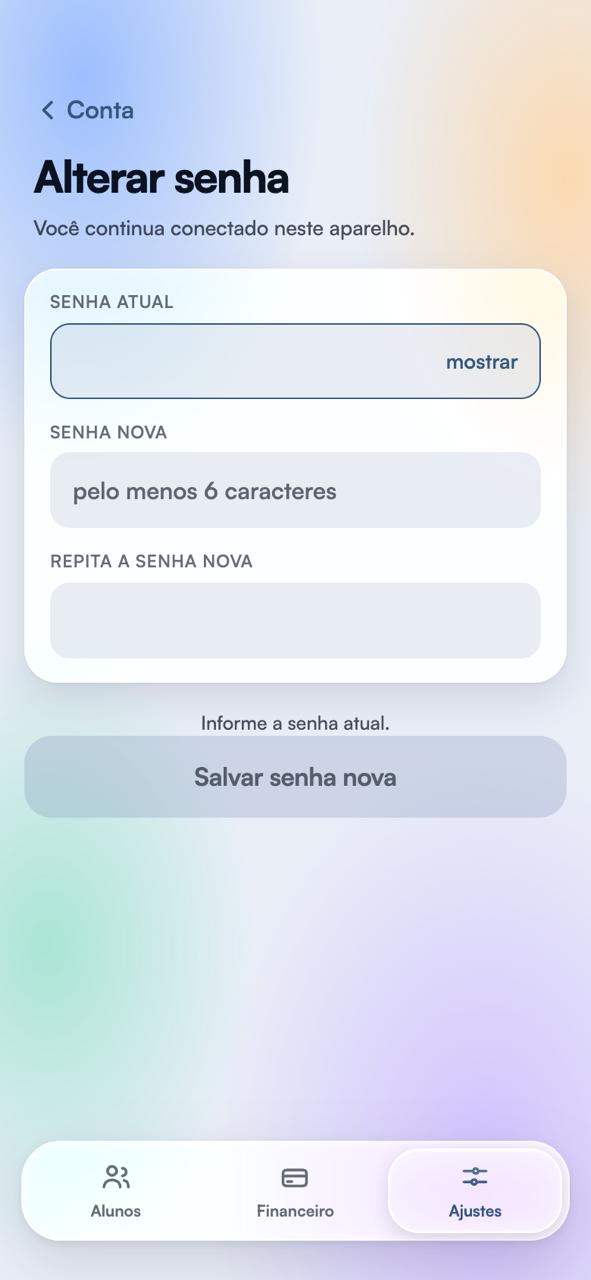 Conta
Alterar senha
Você continua conectado neste aparelho.
SENHA ATUAL
mostrar
SENHA NOVA
pelo menos 6 caracteres
REPITA A SENHA NOVA
Informe a senha atual.
Salvar senha nova
Alunos
Financeiro
Ajustes